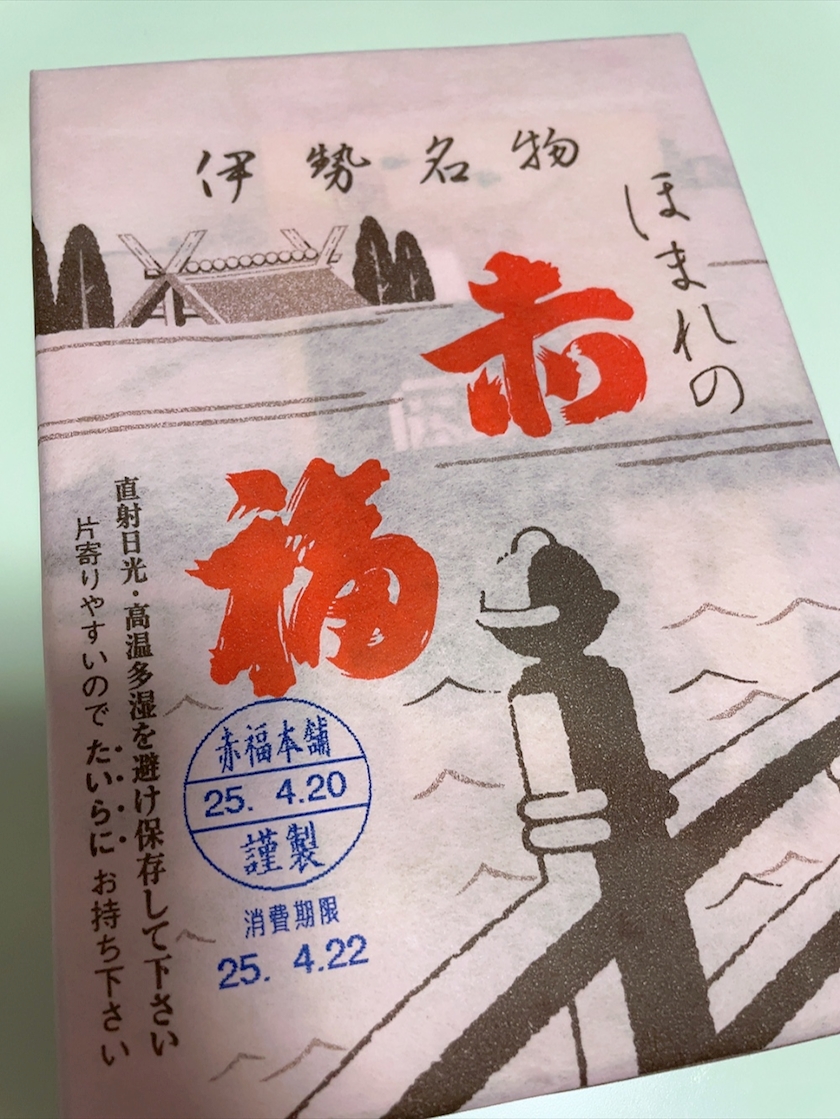 伊勢名物
ほまれの
赤
福
直射日光・高温多湿を避け保存して下さい
片寄りやすいのでたいらにお持ち下さい
赤福本舗
25. 4.20
謹製
消費期限
25. 4.22